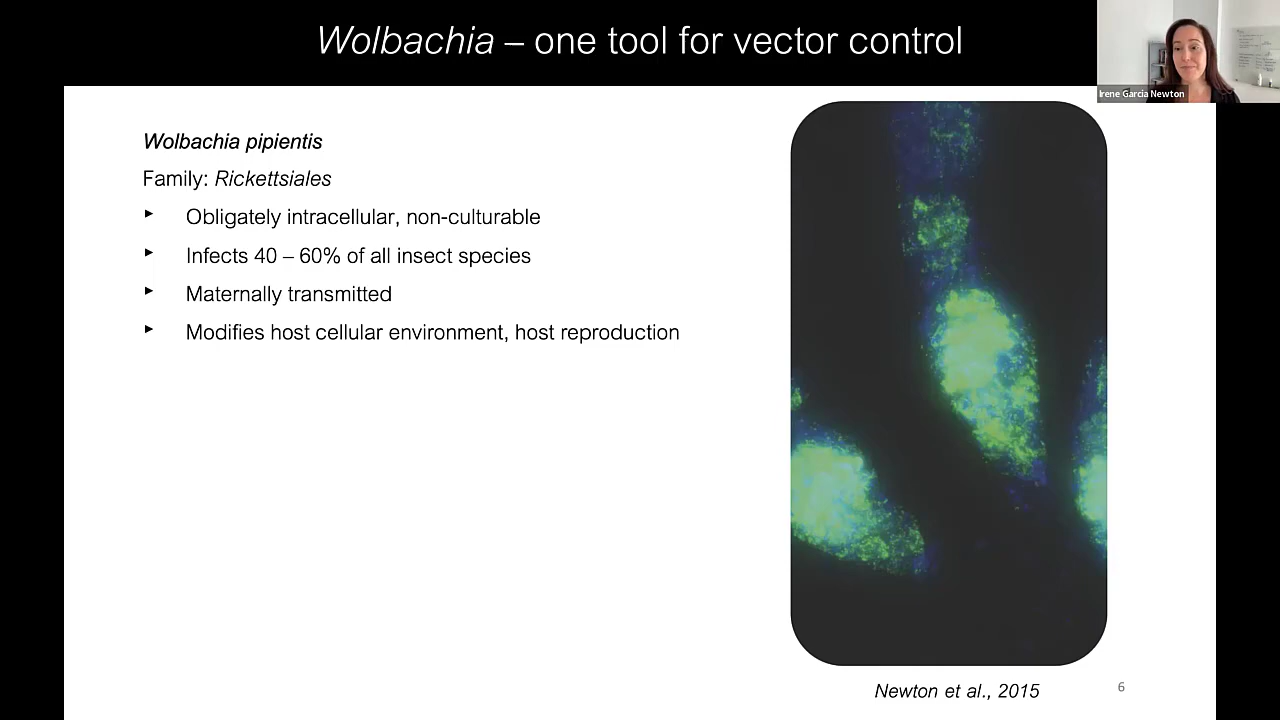 Wolbachia – one tool for vector control
Irene Garcia Newton
Wolbachia pipientis
Family: Rickettsiales
‣ Obligately intracellular, non-culturable
‣ Infects 40 – 60% of all insect species
‣ Maternally transmitted
‣ Modifies host cellular environment, host reproduction
Newton et al., 2015
6